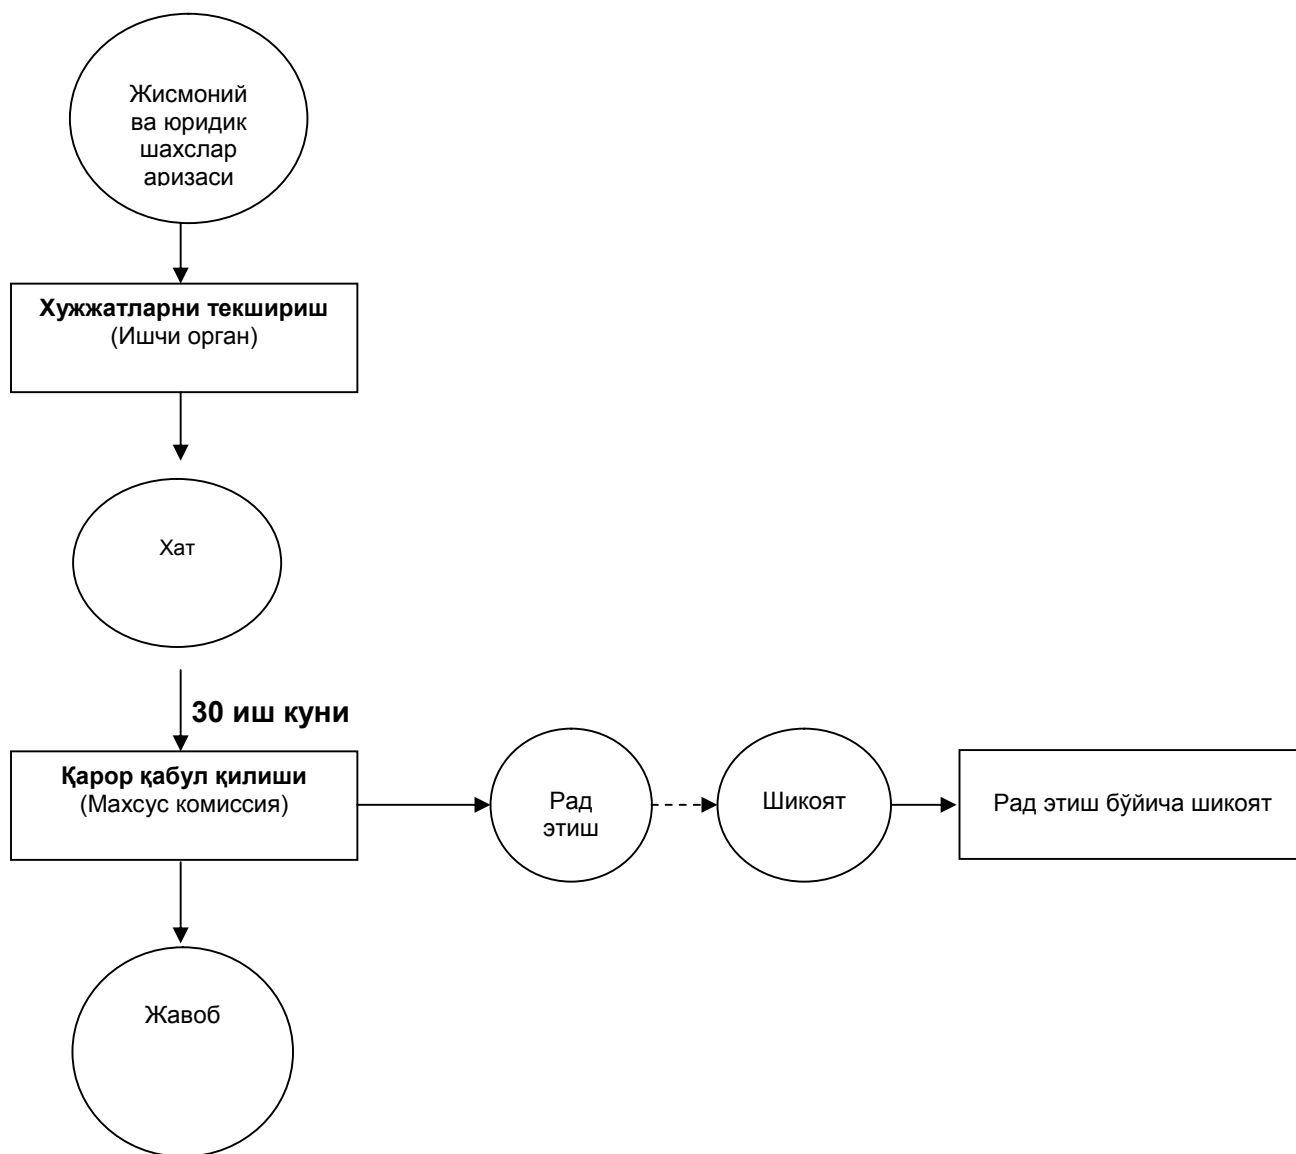 Жисмоний
ва юридик
шахслар
аризаси
Хужжатларни текшириш
(Ишчи орган)
Хат
30 иш куни
Қарор қабул қилиши
(Махсус комиссия)
Рад
этиш
Шикоят
Рад этиш бўйича шикоят
Жавоб